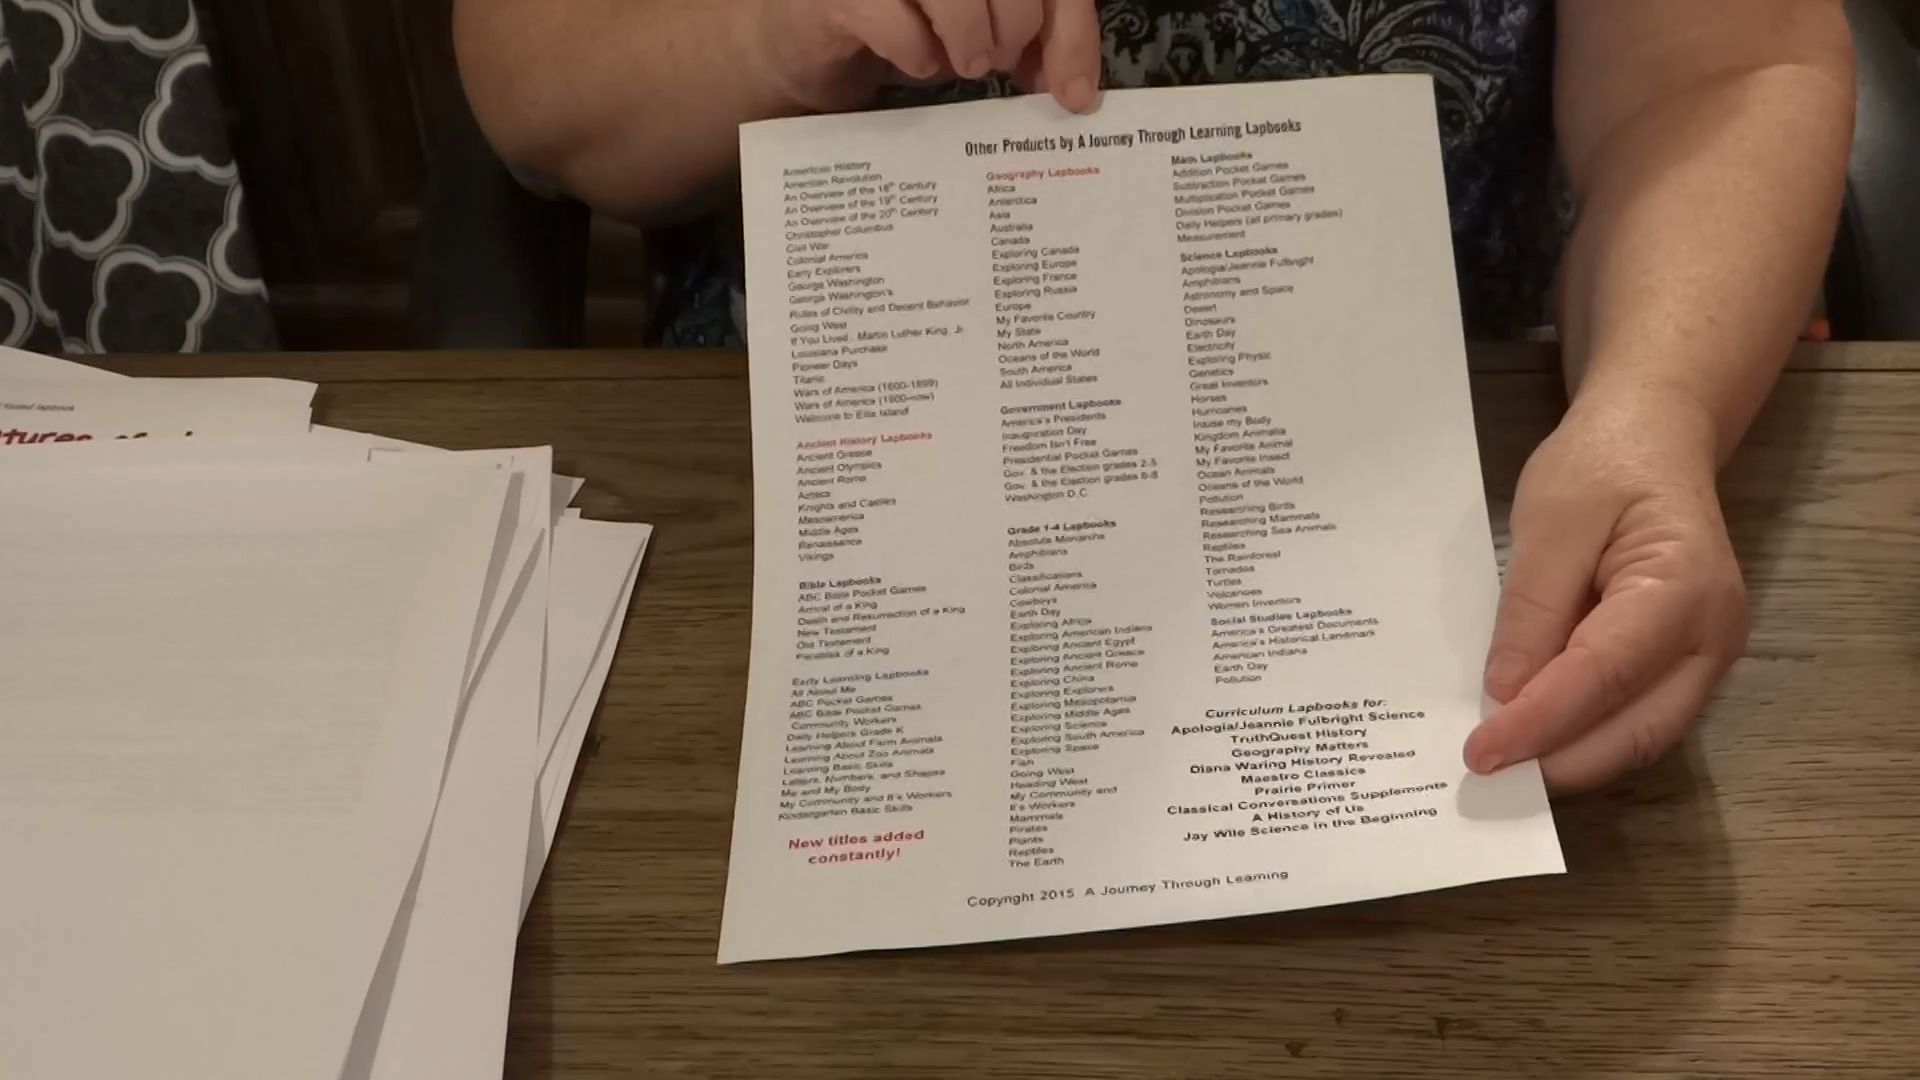 Other Products by A Journey Through Learning Lapbooks
American History
American Revolution
An Overview of the 18th Century
An Overview of the 19th Century
An Overview of the 20th Century
Christopher Columbus
Civil War
Colonial America
Early Explorers
George Washington
George Washington's
Rules of Civility and Decent Behavior
Going West
If You Lived.. Martin Luther King, Jr.
Louisiana Purchase
Pioneer Days
Titanic
Wars of America (1600-1899)
Wars of America (1900-now)
Welcome to Ellis Island
Ancient History Lapbooks
Ancient Greece
Ancient Olympics
Ancient Rome
Aztecs
Knights and Castles
Mesoamerica
Middle Ages
Renaissance
Vikings
Bible Lapbooks
ABC Bible Pocket Games
Arrival of a King
Death and Resurrection of a King
New Testament
Old Testament
Parables of a King
Early Learning Lapbooks
All About Me
ABC Pocket Games
ABC Bible Pocket Games
Community Workers
Daily Helpers Grade K
Learning About Farm Animals
Learning About Zoo Animals
Learning Basic Skills
Letters, Numbers, and Shapes
Me and My Body
My Community and It's Workers
Kindergarten Basic Skills
New titles added
constantly!
Geography Lapbooks
Africa
Antarctica
Asia
Australia
Canada
Exploring Canada
Exploring Europe
Exploring France
Exploring Russia
Europe
My Favorite Country
My State
North America
Oceans of the World
South America
All Individual States
Government Lapbooks
America's Presidents
Inauguration Day
Freedom Isn't Free
Presidential Pocket Games
Gov. & the Election grades 2-5
Gov. & the Election grades 6-8
Washington D.C.
Grade 1-4 Lapbooks
Absolute Monarchs
Amphibians
Birds
Classifications
Colonial America
Cowboys
Earth Day
Exploring Africa
Exploring American Indians
Exploring Ancient Egypt
Exploring Ancient Greece
Exploring Ancient Rome
Exploring China
Exploring Explorers
Exploring Mesopotamia
Exploring Middle Ages
Exploring Science
Exploring South America
Exploring Space
Fish
Going West
Heading West
My Community and
It's Workers
Mammals
Pirates
Plants
Reptiles
The Earth
Math Lapbooks
Addition Pocket Games
Subtraction Pocket Games
Multiplication Pocket Games
Division Pocket Games
Daily Helpers (all primary grades)
Measurement
Science Lapbooks
Apologia/Jeannie Fulbright
Amphibians
Astronomy and Space
Desert
Dinosaurs
Earth Day
Electricity
Exploring Physic
Genetics
Great Inventors
Horses
Hurricanes
Inside my Body
Kingdom Animalia
My Favorite Animal
My Favorite Insect
Ocean Animals
Oceans of the World
Pollution
Researching Birds
Researching Mammals
Researching Sea Animals
Reptiles
The Rainforest
Tornados
Turtles
Volcanoes
Women Inventors
Social Studies Lapbooks
America's Greatest Documents
America's Historical Landmark
American Indians
Earth Day
Pollution
Curriculum Lapbooks for:
Apologia/Jeannie Fulbright Science
TruthQuest History
Geography Matters
Diana Waring History Revealed
Maestro Classics
Prairie Primer
Classical Conversations Supplements
A History of Us
Jay Wile Science in the Beginning
Copyright 2015 A Journey Through Learning
lapbook